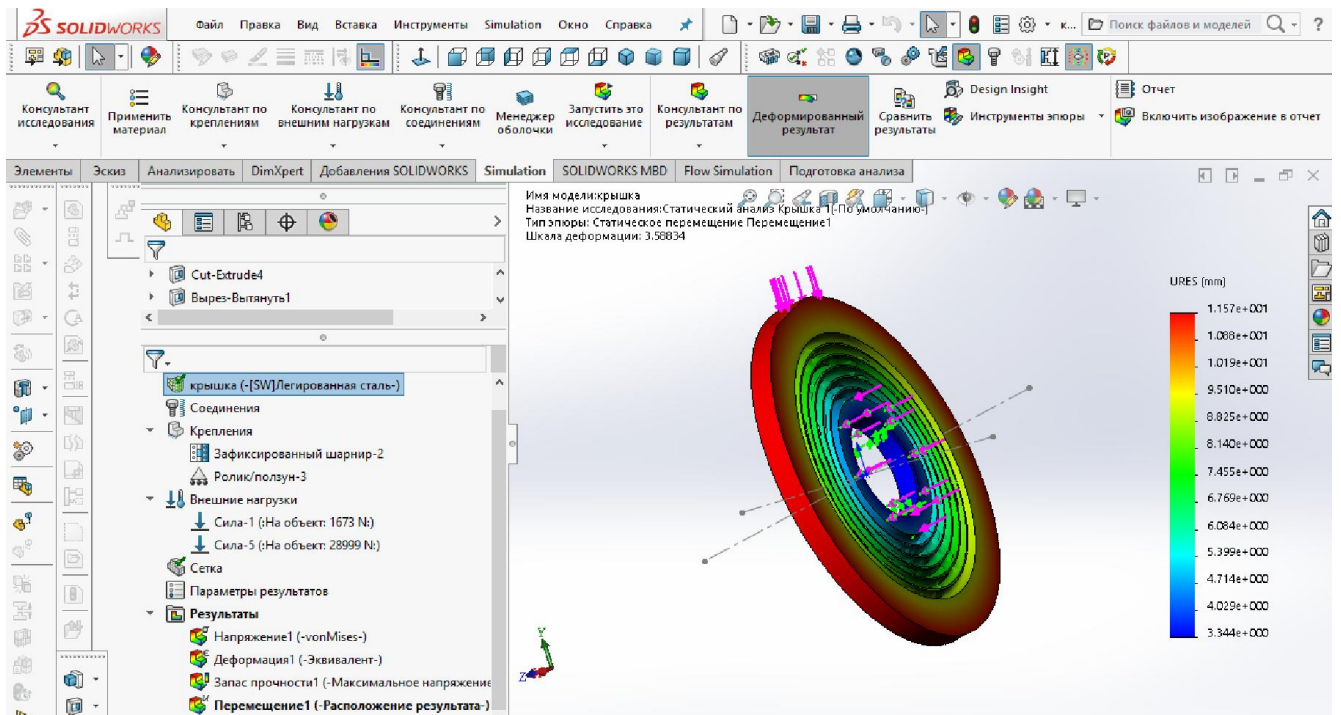 SOLIDWORKS
Файл Правка Вид Вставка Инструменты Simulation Окно Справка
к...
Поиск файлов и моделей
?
Консультант исследования
Применить материал
Консультант по креплениям
Консультант по внешним нагрузкам
Консультант по соединениям
Менеджер оболочки
Запустить это исследование
Консультант по результатам
Деформированный результат
Сравнить результаты
Design Insight
Инструменты эпюры
Отчет
Включить изображение в отчет
Элементы Эскиз Анализировать DimXpert Добавления SOLIDWORKS Simulation SOLIDWORKS MBD Flow Simulation Подготовка анализа
Cut-Extrude4
Вырез-Вытянуть1
крышка (-[SW]Легированная сталь-)
Соединения
Крепления
Зафиксированный шарнир-2
Ролик/ползун-3
Внешние нагрузки
Сила-1 (:На объект: 1673 N:)
Сила-5 (:На объект: 28999 N:)
Сетка
Параметры результатов
Результаты
Напряжение1 (-vonMises-)
Деформация1 (-Эквивалент-)
Запас прочности1 (-Максимальное напряжение
Перемещение1 (-Расположение результата-)
Имя модели:крышка
Название исследования:Статический анализ Крышка 1(-По умолчанию-)
Тип эпюры: Статическое перемещение Перемещение1
Шкала деформации: 3.58834
URES (mm)
1.157e+001
1.088e+001
1.019e+001
9.510e+000
8.825e+000
8.140e+000
7.455e+000
6.769e+000
6.084e+000
5.399e+000
4.714e+000
4.029e+000
3.344e+000
Y
Z